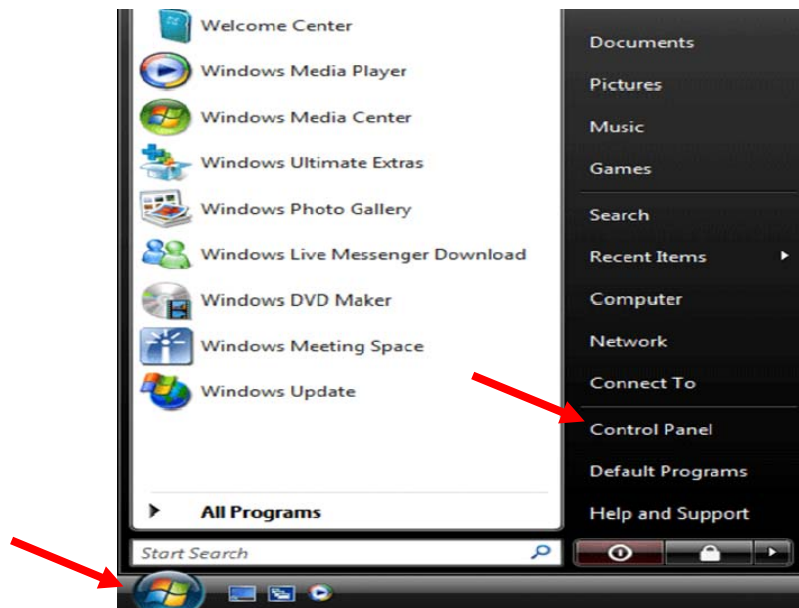 Welcome Center
Windows Media Player
Windows Media Center
Windows Ultimate Extras
Windows Photo Gallery
Windows Live Messenger Download
Windows DVD Maker
Windows Meeting Space
Windows Update
All Programs
Start Search
Documents
Pictures
Music
Games
Search
Recent Items
Computer
Network
Connect To
Control Panel
Default Programs
Help and Support